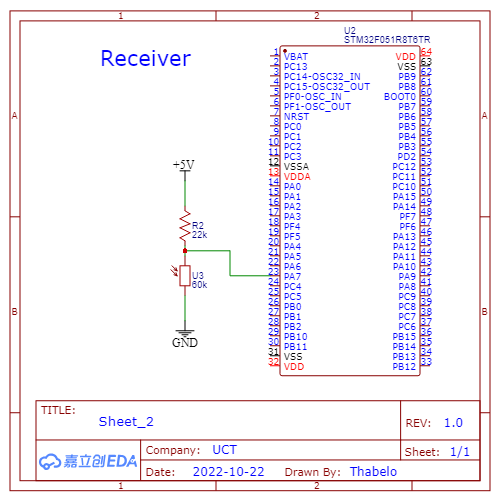 1 2
U2
STM32F051R8T6TR
Receiver
1 VBAT VDD 64
2 PC13 VSS 63
3 PC14-OSC32_IN PB9 62
4 PC15-OSC32_OUT PB8 61
5 PF0-OSC_IN BOOT0 60
6 PF1-OSC_OUT PB7 59
7 NRST PB6 58
8 PC0 PB5 57
9 PC1 PB4 56
10 PC2 PB3 55
11 PC3 PD2 54
12 VSSA PC12 53
13 VDDA PC11 52
14 PA0 PC10 51
15 PA1 PA15 50
16 PA2 PA14 49
17 PA3 PF7 48
18 PF4 PF6 47
19 PF5 PA13 46
20 PA4 PA12 45
21 PA5 PA11 44
22 PA6 PA10 43
23 PA7 PA9 42
24 PC4 PA8 41
25 PC5 PC9 40
26 PB0 PC8 39
27 PB1 PC7 38
28 PB2 PC6 37
29 PB10 PB15 36
30 PB11 PB14 35
31 VSS PB13 34
32 VDD PB12 33
A A
+5V
R2
22k
U3
60k
GND
B B
TITLE:
Sheet_2
REV: 1.0
嘉立创EDA
Company: UCT
Sheet: 1/1
Date: 2022-10-22 Drawn By: Thabelo
1 2